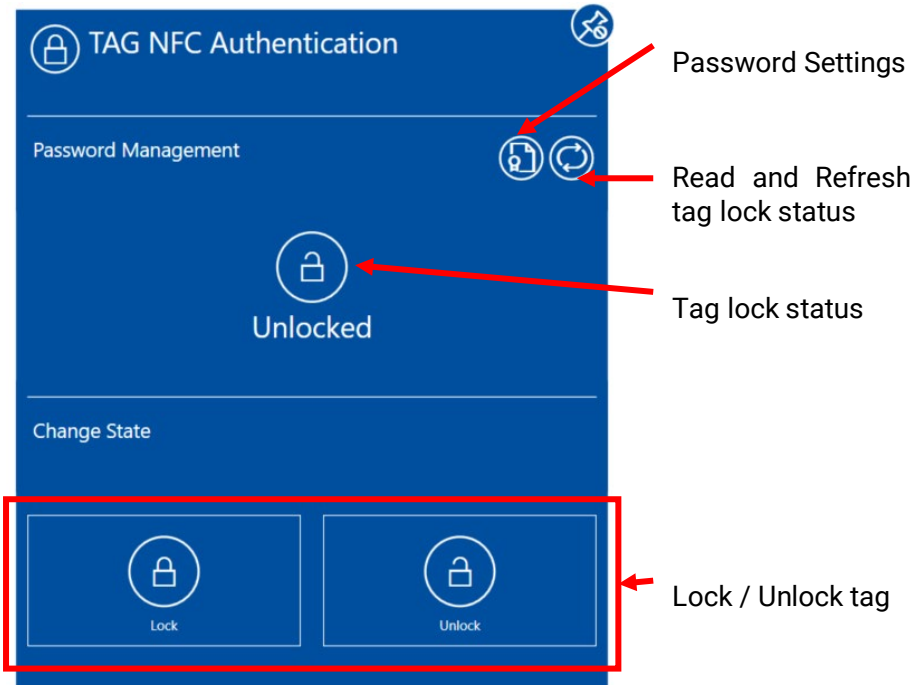 TAG NFC Authentication
Password Settings
Password Management
Read and Refresh
tag lock status
Tag lock status
Unlocked
Change State
Lock
Unlock
Lock / Unlock tag